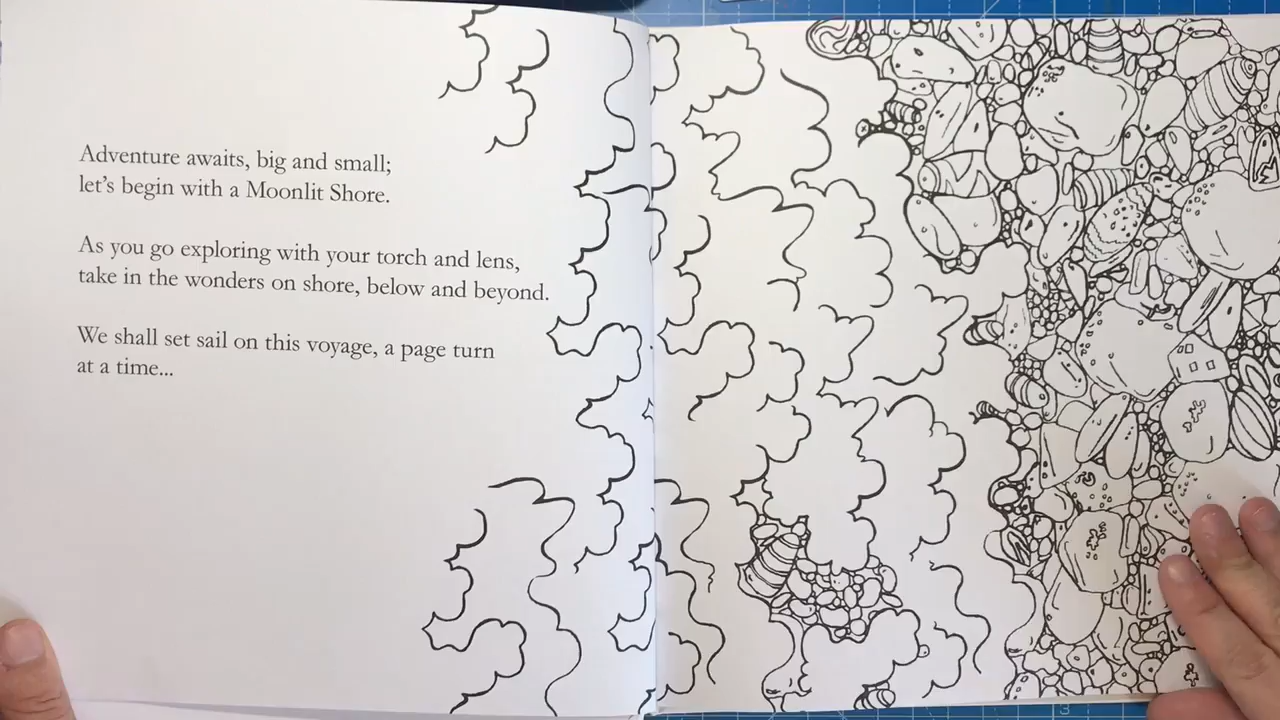 Adventure awaits, big and small;
let's begin with a Moonlit Shore.
As you go exploring with your torch and lens,
take in the wonders on shore, below and beyond.
We shall set sail on this voyage, a page turn
at a time...